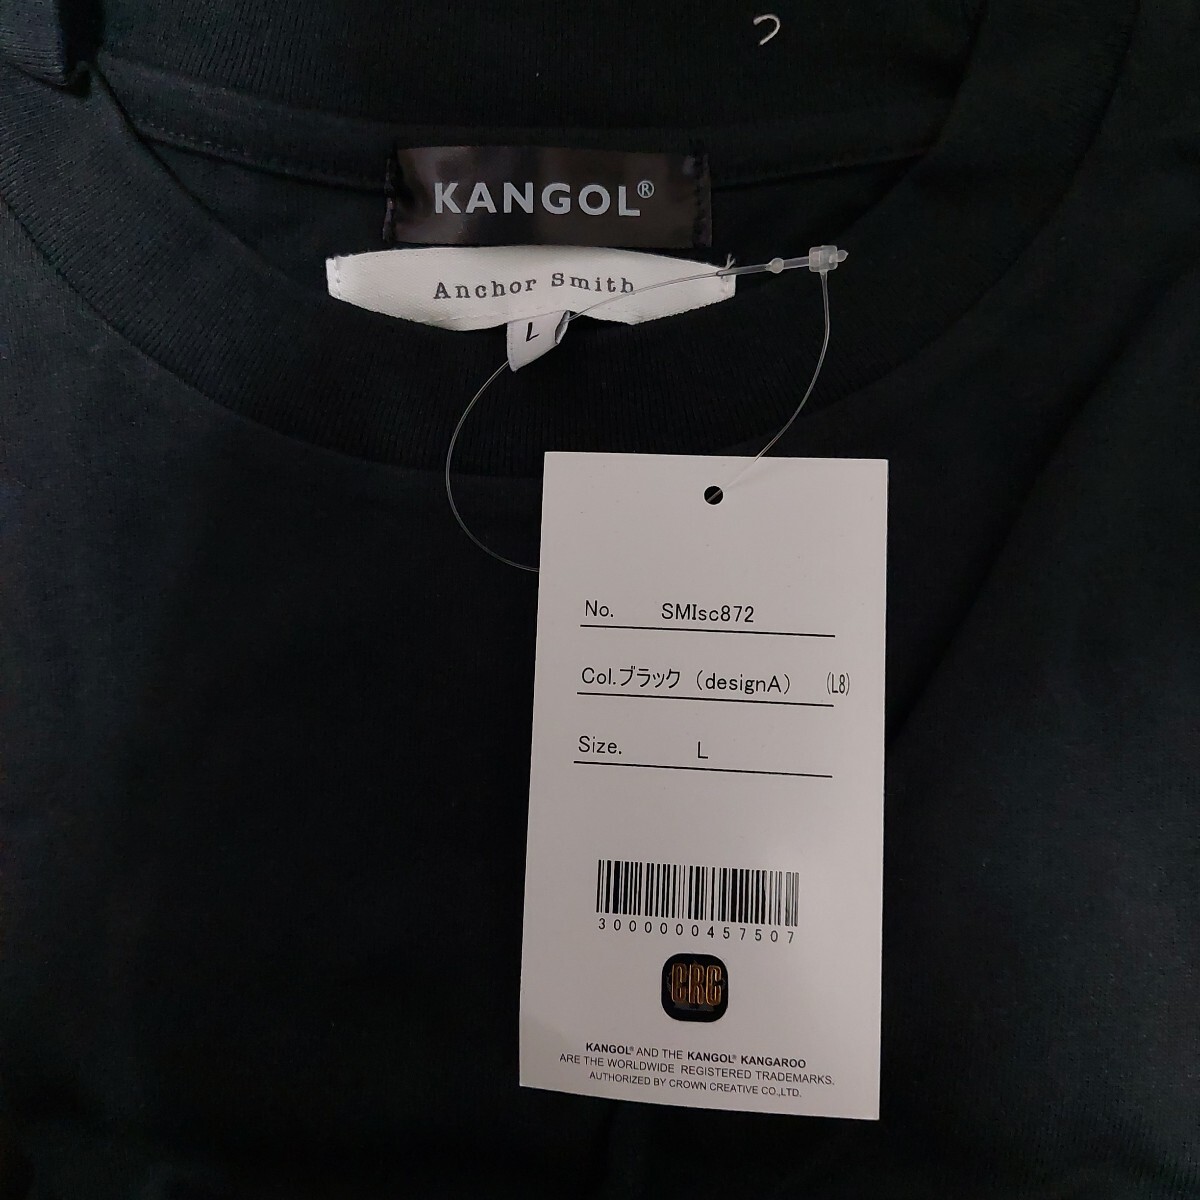 KANGOL®
Anchor Smith
L
No. SMIsc872
Col.ブラック (designA) (L8)
Size. L
3000000457507
CRC
KANGOL® AND THE KANGOL® KANGAROO
ARE THE WORLDWIDE REGISTERED TRADEMARKS.
AUTHORIZED BY CROWN CREATIVE CO.,LTD.